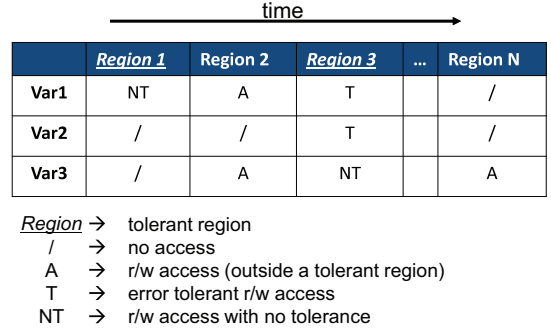 time
Region 1 Region 2 Region 3 ... Region N
Var1 NT A T /
Var2 / / T /
Var3 / A NT A
Region → tolerant region
/ → no access
A → r/w access (outside a tolerant region)
T → error tolerant r/w access
NT → r/w access with no tolerance